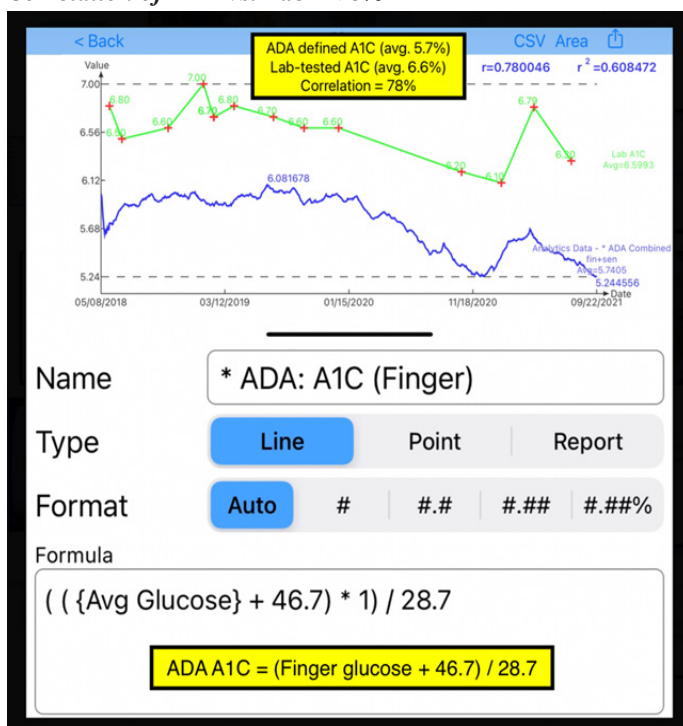 < Back
CSV Area
ADA defined A1C (avg. 5.7%)
Lab-tested A1C (avg. 6.6%)
Correlation = 78%
r=0.780046 r²=0.608472
Value
7.00
6.56
6.12
5.68
5.24
6.80
6.50
6.60
7.00
6.70
6.80
6.70
6.60
6.60
6.20
6.10
6.79
6.30
Lab A1C
Avg=6.5993
6.081678
Analytics Data - * ADA Combined
fin+sen
Avg=5.7405
5.244556
Date
05/08/2018 03/12/2019 01/15/2020 11/18/2020 09/22/2021
Name * ADA: A1C (Finger)
Type Line Point Report
Format Auto # #.# #.## #.##%
Formula
( ( {Avg Glucose} + 46.7) * 1) / 28.7
ADA A1C = (Finger glucose + 46.7) / 28.7